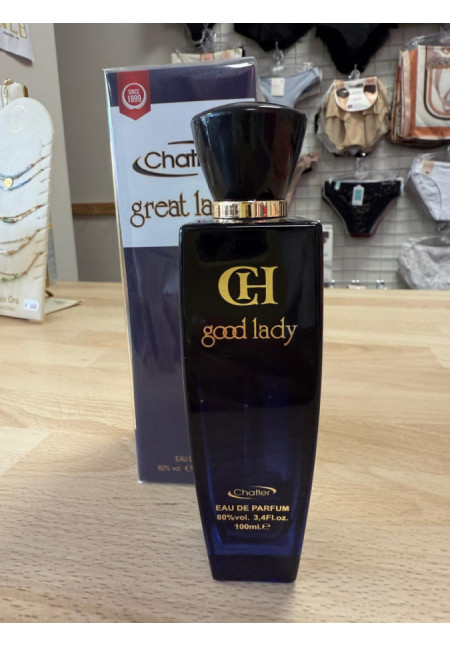 SINCE
1999
Chatler
great la
EAU D
80% vol. €
CH
good lady
Chatler
EAU DE PARFUM
80%vol. 3,4Fl.oz.
100ml.℮